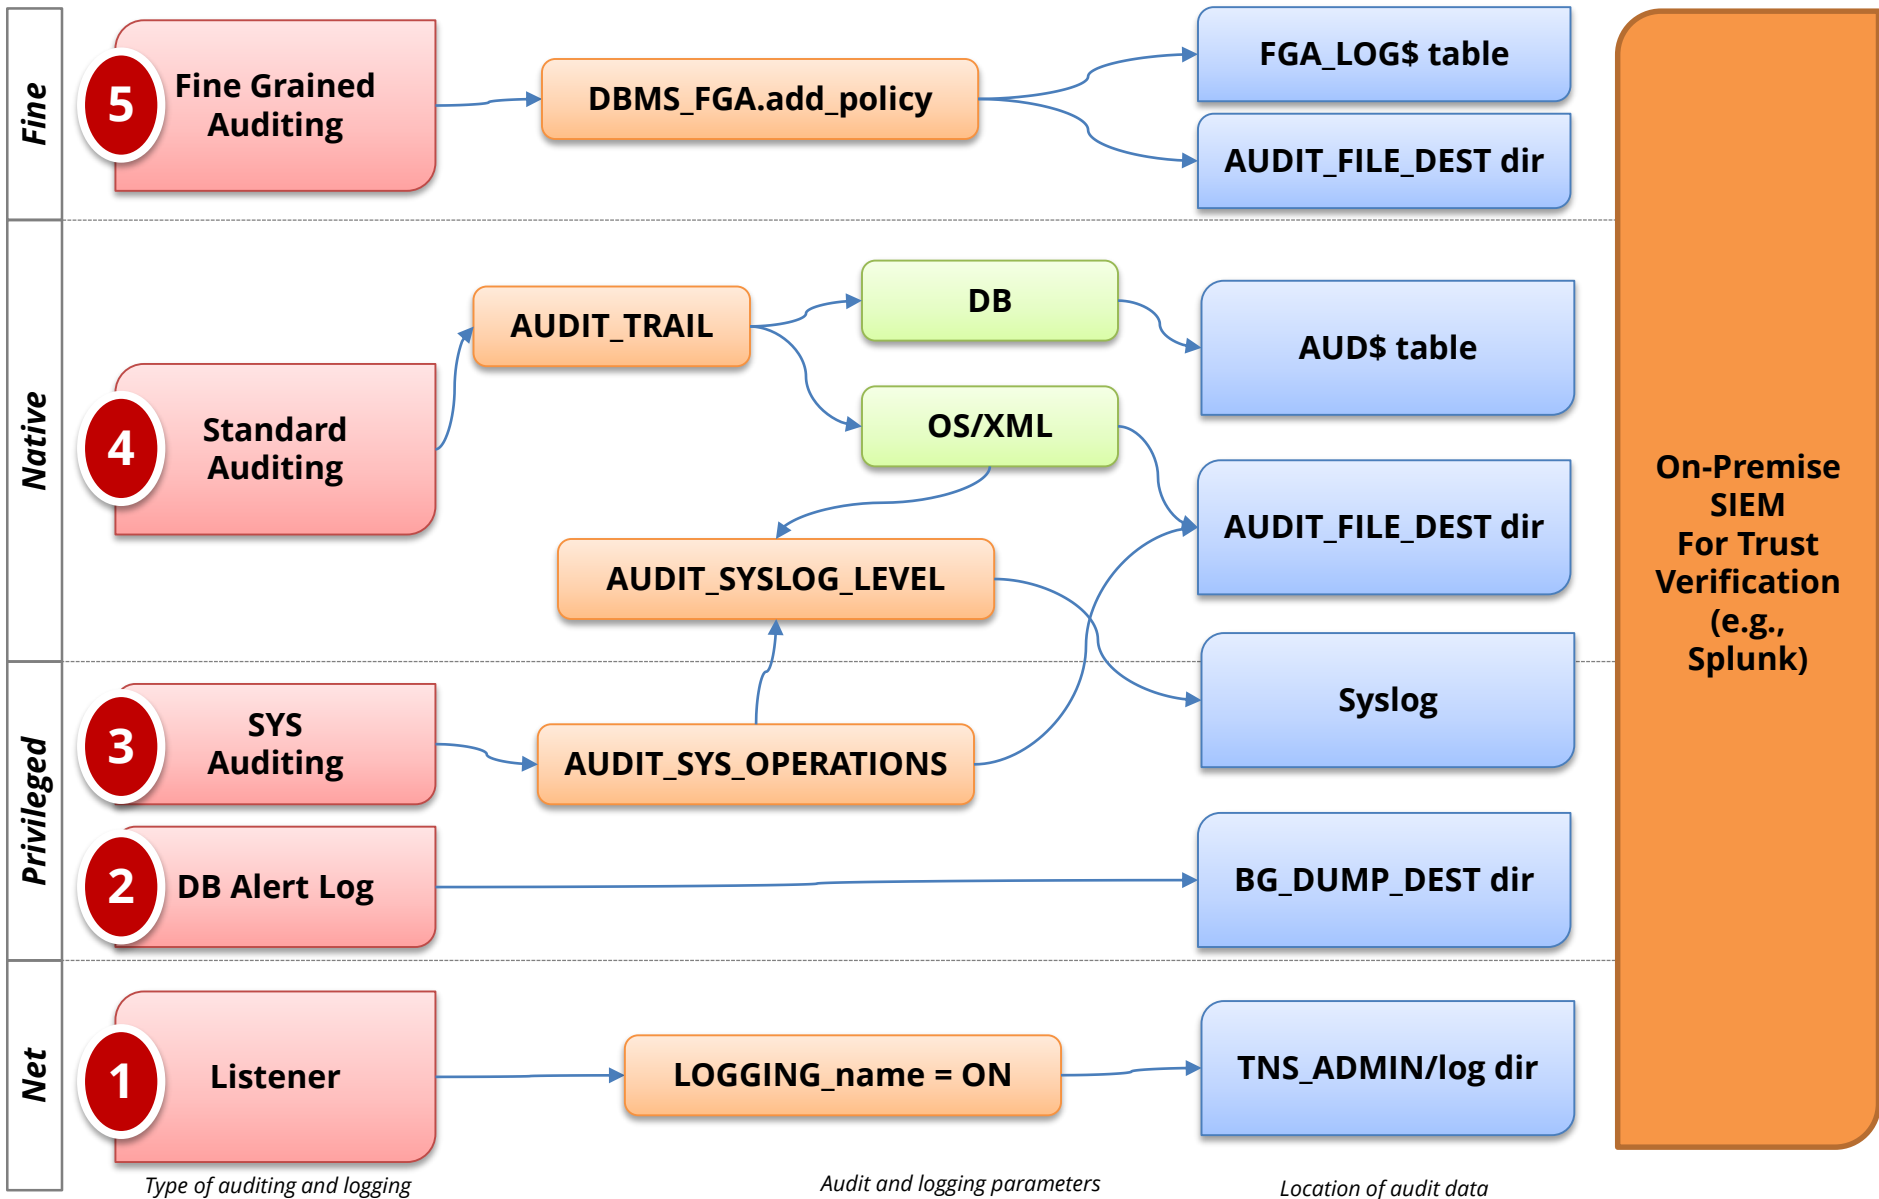 Fine
5
Fine Grained
Auditing
DBMS_FGA.add_policy
FGA_LOG$ table
AUDIT_FILE_DEST dir
Native
4
Standard
Auditing
AUDIT_TRAIL
DB
OS/XML
AUDIT_SYSLOG_LEVEL
AUD$ table
AUDIT_FILE_DEST dir
Privileged
3
SYS
Auditing
AUDIT_SYS_OPERATIONS
Syslog
2
DB Alert Log
BG_DUMP_DEST dir
Net
1
Listener
LOGGING_name = ON
TNS_ADMIN/log dir
On-Premise
SIEM
For Trust
Verification
(e.g.,
Splunk)
Type of auditing and logging
Audit and logging parameters
Location of audit data